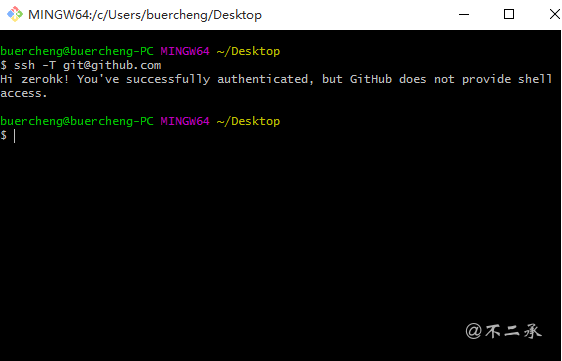 MINGW64:/c/Users/buercheng/Desktop
buercheng@buercheng-PC MINGW64 ~/Desktop
$ ssh -T git@github.com
Hi zerohk! You've successfully authenticated, but GitHub does not provide shell
access.
buercheng@buercheng-PC MINGW64 ~/Desktop
$
@不二承